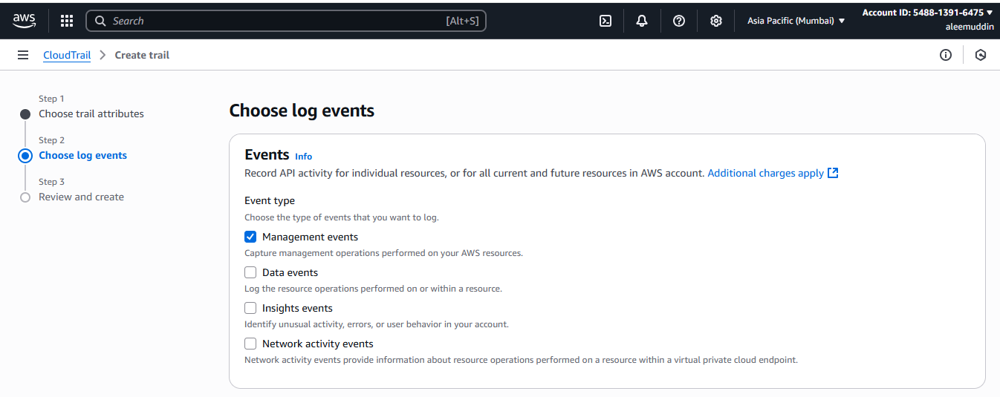 aws
Search [Alt+S]
Asia Pacific (Mumbai) ▼
Account ID: 5488-1391-6475 ▼
aleemuddin
CloudTrail > Create trail
Step 1
Choose trail attributes
Step 2
Choose log events
Step 3
Review and create
Choose log events
Events Info
Record API activity for individual resources, or for all current and future resources in AWS account. Additional charges apply
Event type
Choose the type of events that you want to log.
Management events
Capture management operations performed on your AWS resources.
Data events
Log the resource operations performed on or within a resource.
Insights events
Identify unusual activity, errors, or user behavior in your account.
Network activity events
Network activity events provide information about resource operations performed on a resource within a virtual private cloud endpoint.